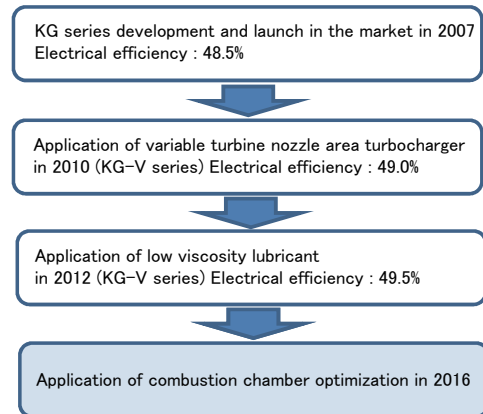 KG series development and launch in the market in 2007
Electrical efficiency : 48.5%
Application of variable turbine nozzle area turbocharger
in 2010 (KG-V series) Electrical efficiency : 49.0%
Application of low viscosity lubricant
in 2012 (KG-V series) Electrical efficiency : 49.5%
Application of combustion chamber optimization in 2016